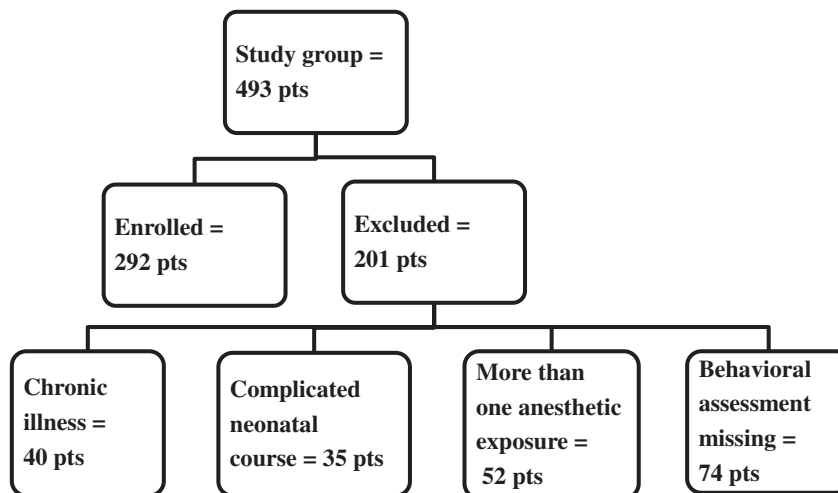 Study group =
493 pts
Enrolled =
292 pts
Excluded =
201 pts
Chronic
illness =
40 pts
Complicated
neonatal
course = 35 pts
More than
one anesthetic
exposure =
52 pts
Behavioral
assessment
missing =
74 pts